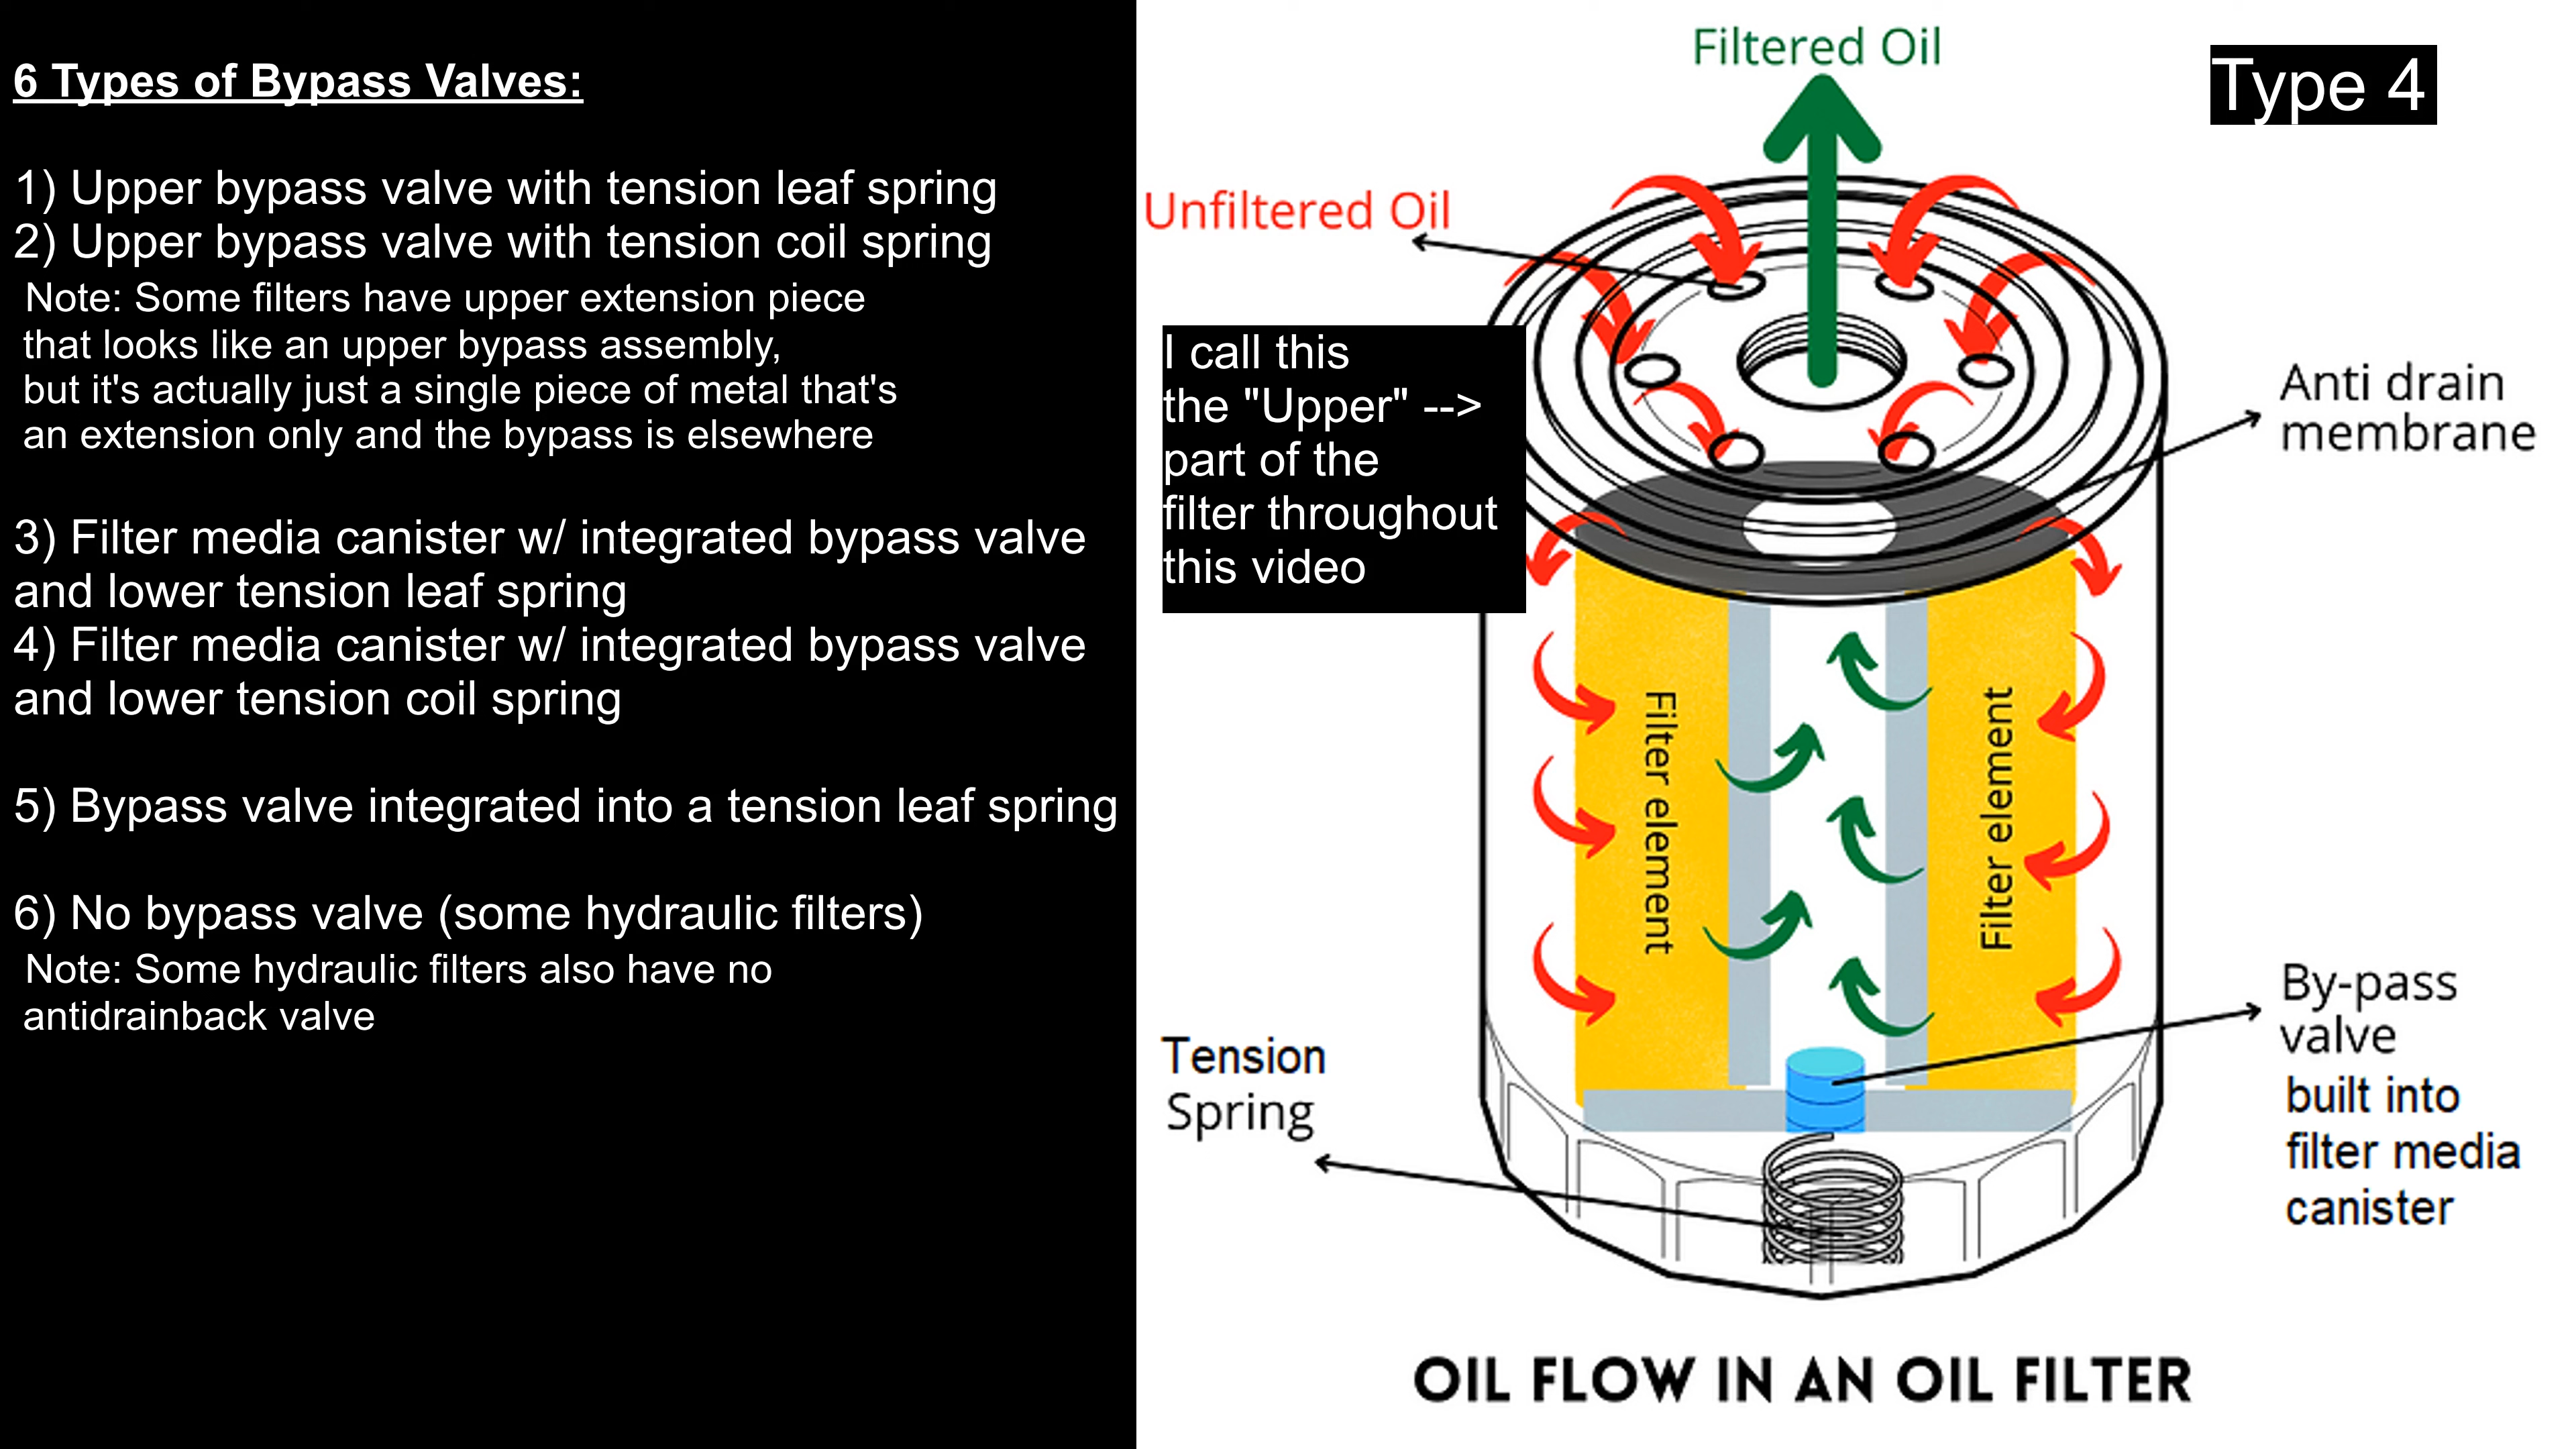 6 Types of Bypass Valves:
1) Upper bypass valve with tension leaf spring
2) Upper bypass valve with tension coil spring
Note: Some filters have upper extension piece
that looks like an upper bypass assembly,
but it's actually just a single piece of metal that's
an extension only and the bypass is elsewhere
3) Filter media canister w/ integrated bypass valve
and lower tension leaf spring
4) Filter media canister w/ integrated bypass valve
and lower tension coil spring
5) Bypass valve integrated into a tension leaf spring
6) No bypass valve (some hydraulic filters)
Note: Some hydraulic filters also have no
antidrainback valve
Filtered Oil
Type 4
Unfiltered Oil
I call this
the "Upper" -->
part of the
filter throughout
this video
Anti drain
membrane
Filter element
Filter element
Tension
Spring
By-pass
valve
built into
filter media
canister
OIL FLOW IN AN OIL FILTER